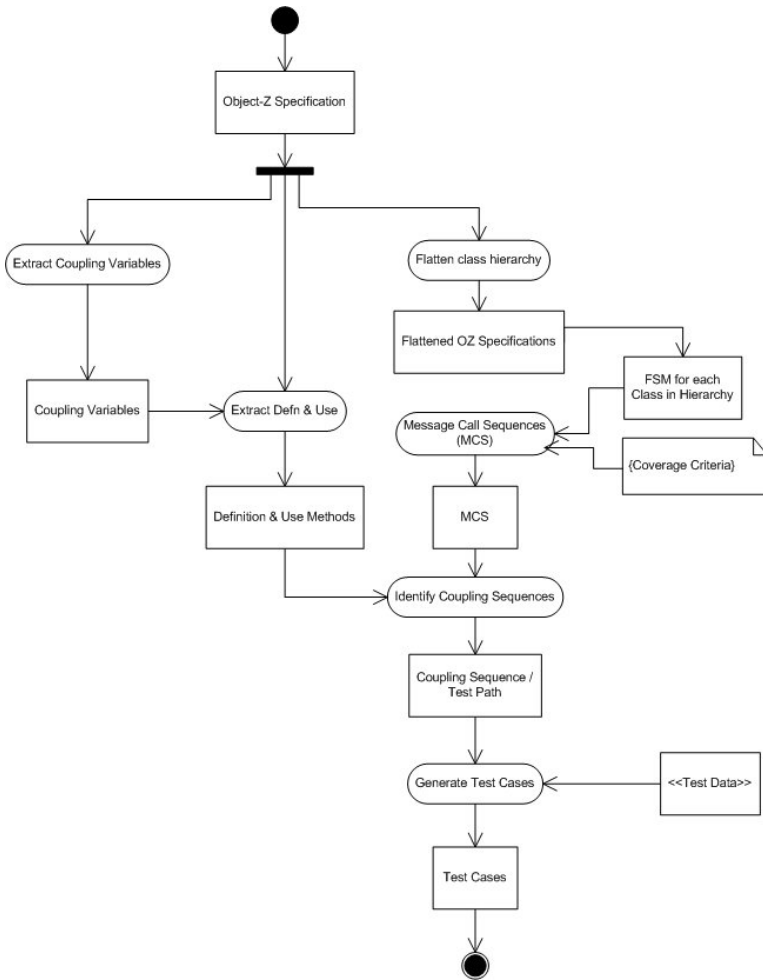 Object-Z Specification
Extract Coupling Variables
Flatten class hierarchy
Flattened OZ Specifications
FSM for each
Class in Hierarchy
Coupling Variables
Extract Defn & Use
Message Call Sequences
(MCS)
{Coverage Criteria}
Definition & Use Methods
MCS
Identify Coupling Sequences
Coupling Sequence /
Test Path
Generate Test Cases
<<Test Data>>
Test Cases